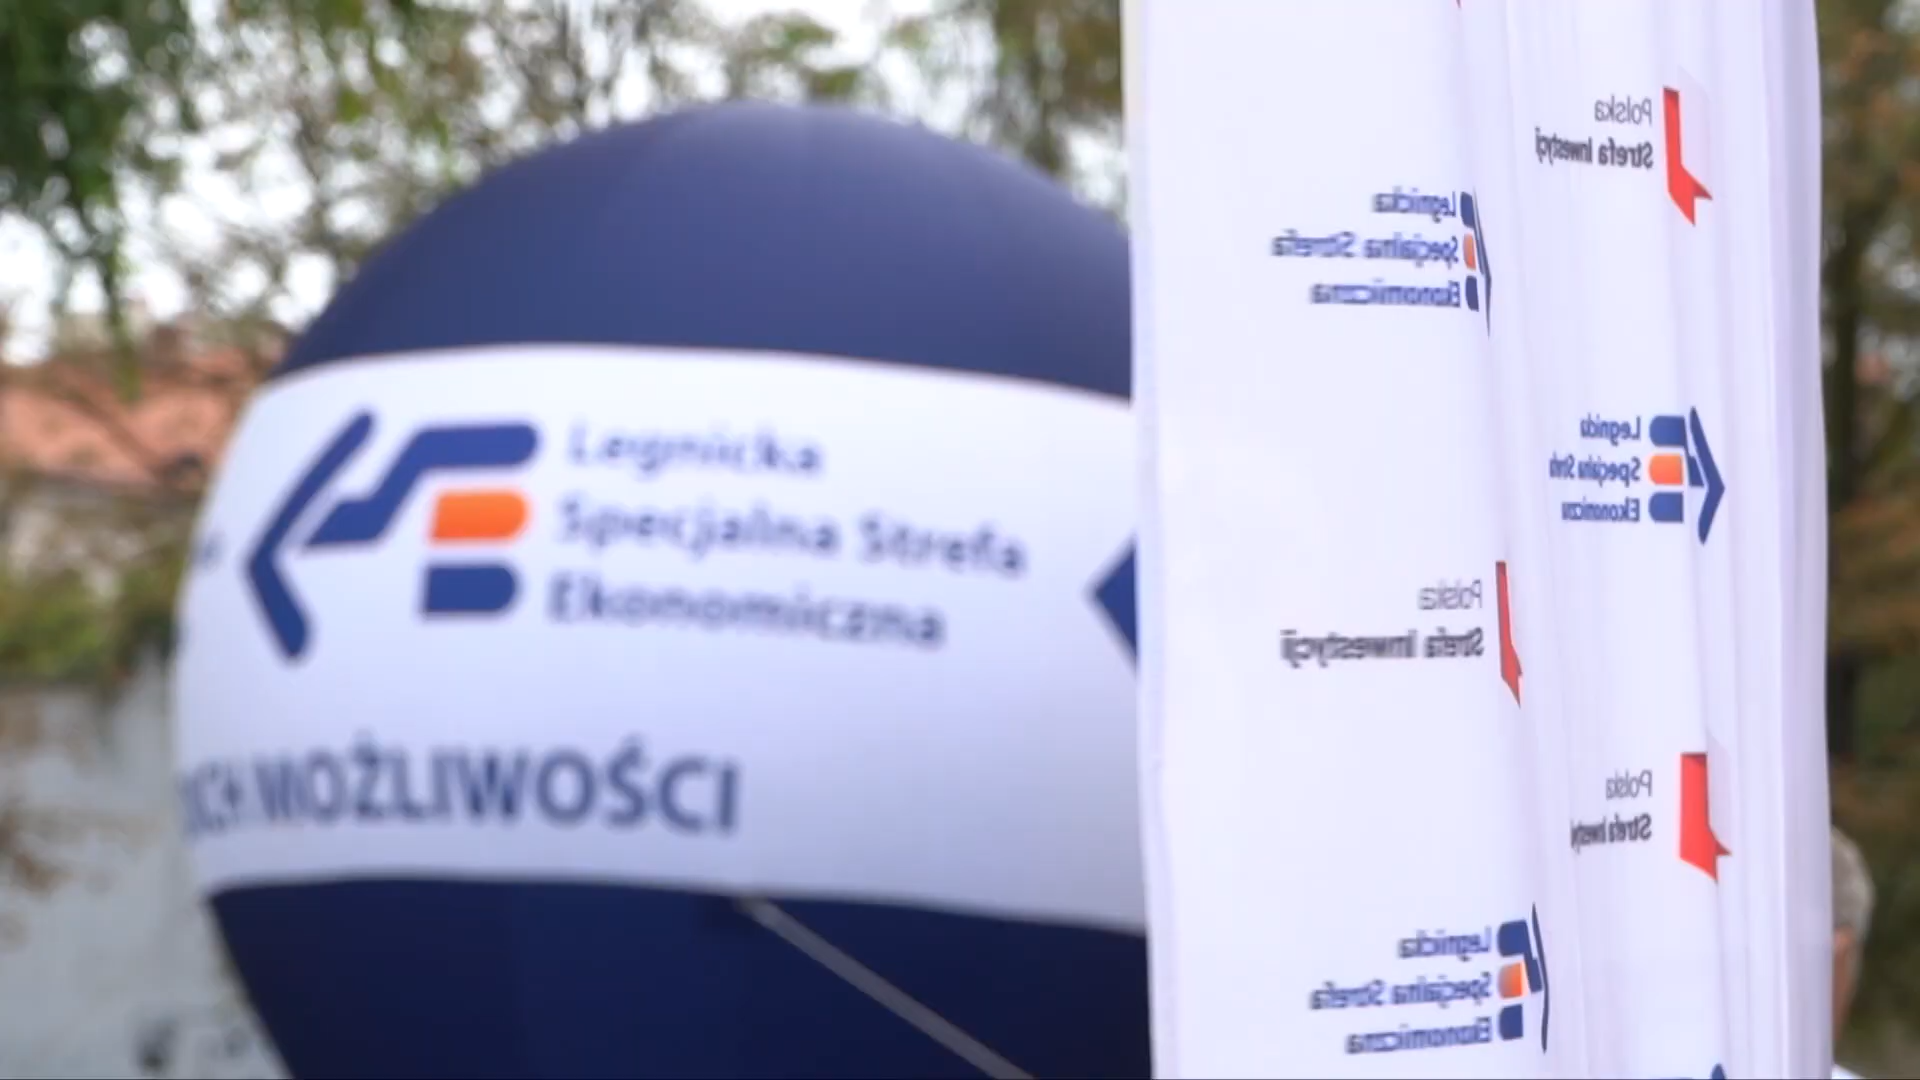 Legnicka
Specjalna Strefa
Ekonomiczna
MOŻLIWOŚCI
Legnicka
Specjalna Strefa
Ekonomiczna
Polska
Strefa Inwestycji
Legnicka
Specjalna Strefa
Ekonomiczna
Polska
Strefa Inwestycji
Polska
Strefa
Legnicka
Specjalna Strefa
Ekonomiczna